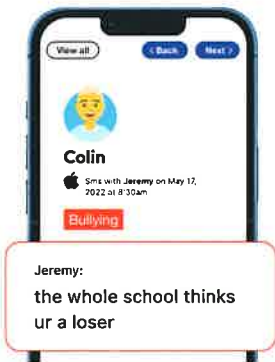 View all
< Back
Next >
Colin
Sms with Jeremy on May 17,
2022 at 8:30am
Bullying
Jeremy:
the whole school thinks
ur a loser